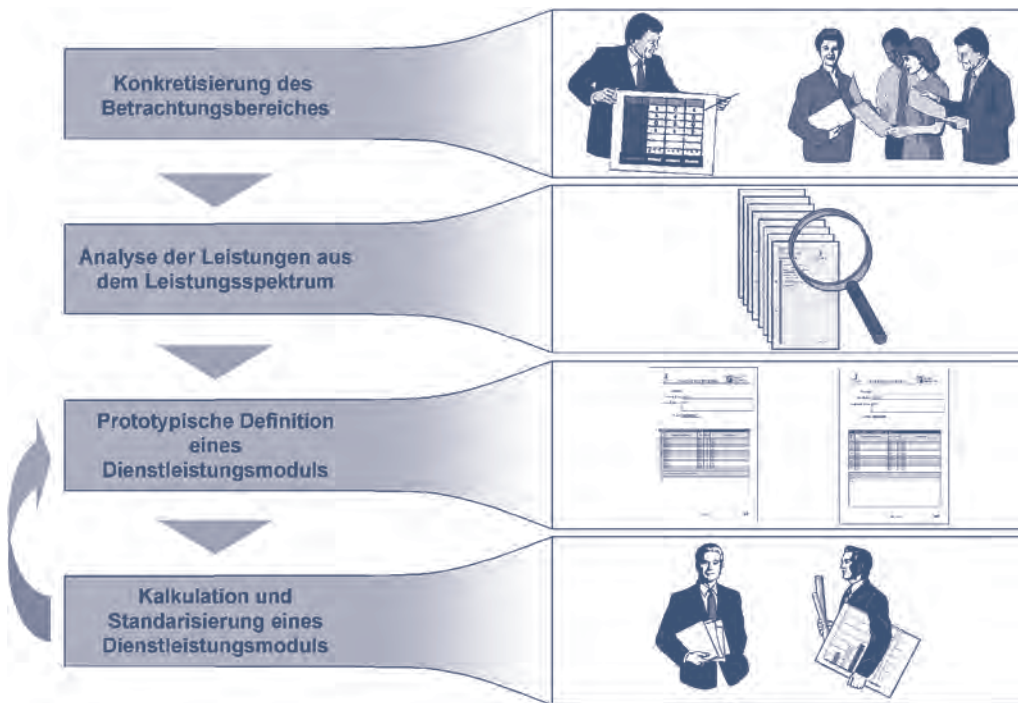 Konkretisierung des
Betrachtungsbereiches
Analyse der Leistungen aus
dem Leistungsspektrum
Prototypische Definition
eines
Dienstleistungsmoduls
Kalkulation und
Standarisierung eines
Dienstleistungsmoduls